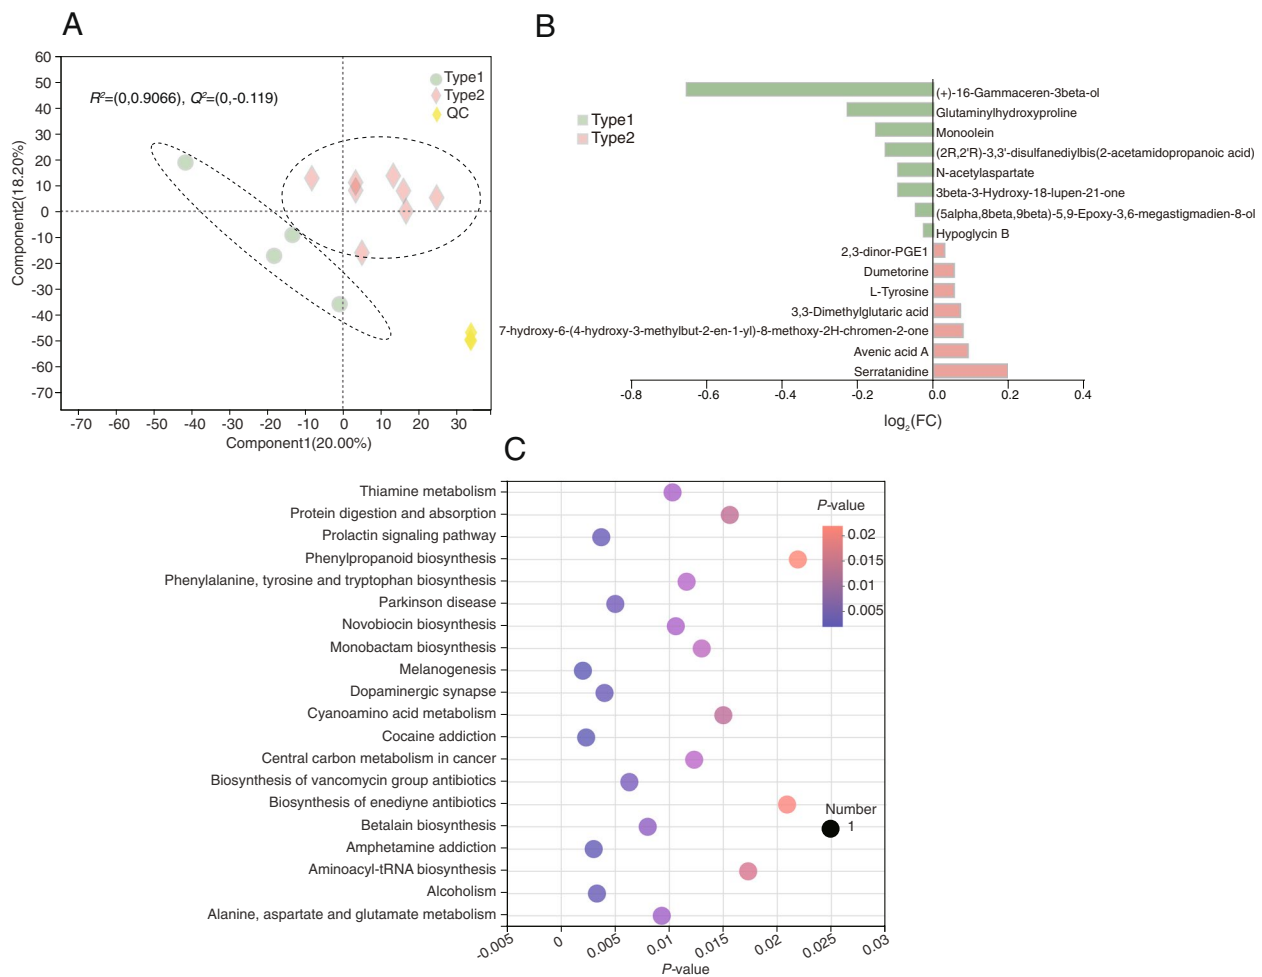 A
60
50
40
30
20
10
0
-10
-20
-30
-40
-50
-60
-70
Component2(18.20%)
R²=(0,0.9066), Q²=(0,-0.119)
Type1
Type2
QC
-70 -60 -50 -40 -30 -20 -10 0 10 20 30
Component1(20.00%)
B
Type1
Type2
(+)-16-Gammaceren-3beta-ol
Glutaminylhydroxyproline
Monoolein
(2R,2'R)-3,3'-disulfanediylbis(2-acetamidopropanoic acid)
N-acetylaspartate
3beta-3-Hydroxy-18-lupen-21-one
(5alpha,8beta,9beta)-5,9-Epoxy-3,6-megastigmadien-8-ol
Hypoglycin B
2,3-dinor-PGE1
Dumetorine
L-Tyrosine
3,3-Dimethylglutaric acid
7-hydroxy-6-(4-hydroxy-3-methylbut-2-en-1-yl)-8-methoxy-2H-chromen-2-one
Avenic acid A
Serratanidine
-0.8 -0.6 -0.4 -0.2 0.0 0.2 0.4
log₂(FC)
C
Thiamine metabolism
Protein digestion and absorption
Prolactin signaling pathway
Phenylpropanoid biosynthesis
Phenylalanine, tyrosine and tryptophan biosynthesis
Parkinson disease
Novobiocin biosynthesis
Monobactam biosynthesis
Melanogenesis
Dopaminergic synapse
Cyanoamino acid metabolism
Cocaine addiction
Central carbon metabolism in cancer
Biosynthesis of vancomycin group antibiotics
Biosynthesis of enediyne antibiotics
Betalain biosynthesis
Amphetamine addiction
Aminoacyl-tRNA biosynthesis
Alcoholism
Alanine, aspartate and glutamate metabolism
P-value
0.02
0.015
0.01
0.005
Number
1
-0.005 0 0.005 0.01 0.015 0.02 0.025 0.03
P-value